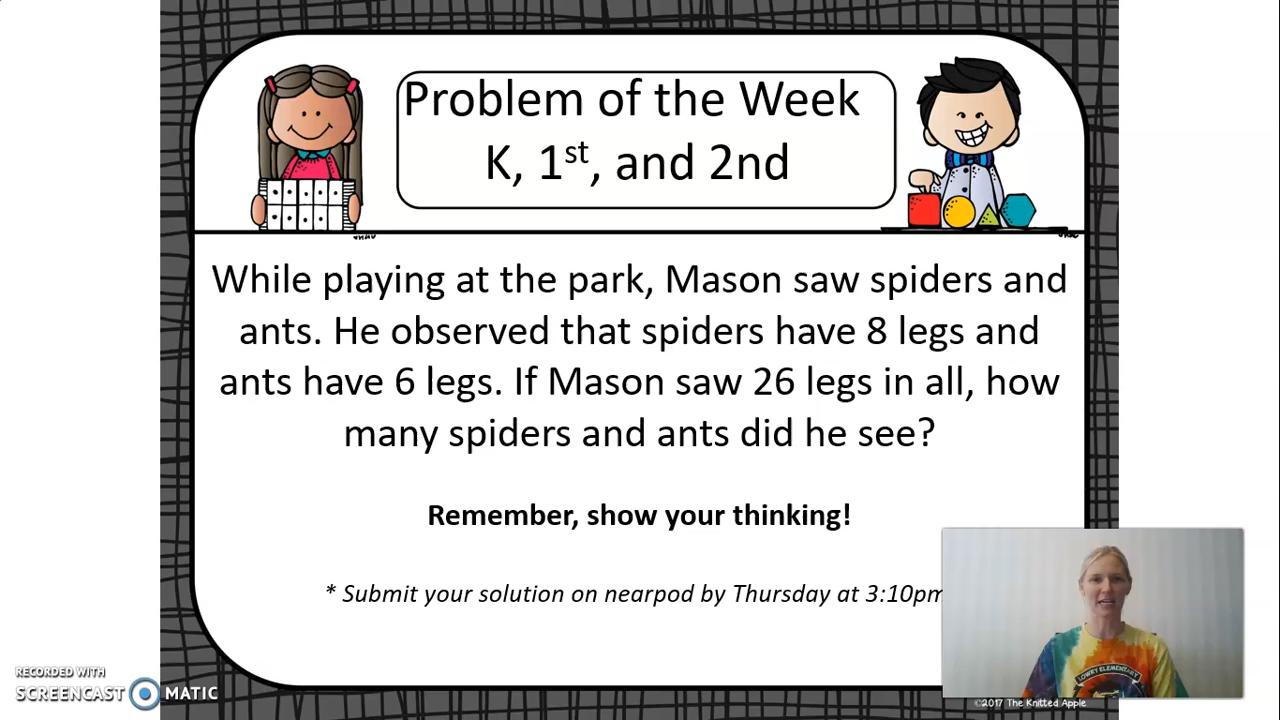 Problem of the Week
K, 1st, and 2nd
While playing at the park, Mason saw spiders and
ants. He observed that spiders have 8 legs and
ants have 6 legs. If Mason saw 26 legs in all, how
many spiders and ants did he see?
Remember, show your thinking!
* Submit your solution on nearpod by Thursday at 3:10pm
LOWRY ELEMENTARY
RECORDED WITH
SCREENCAST MATIC
©2017 The Knitted Apple